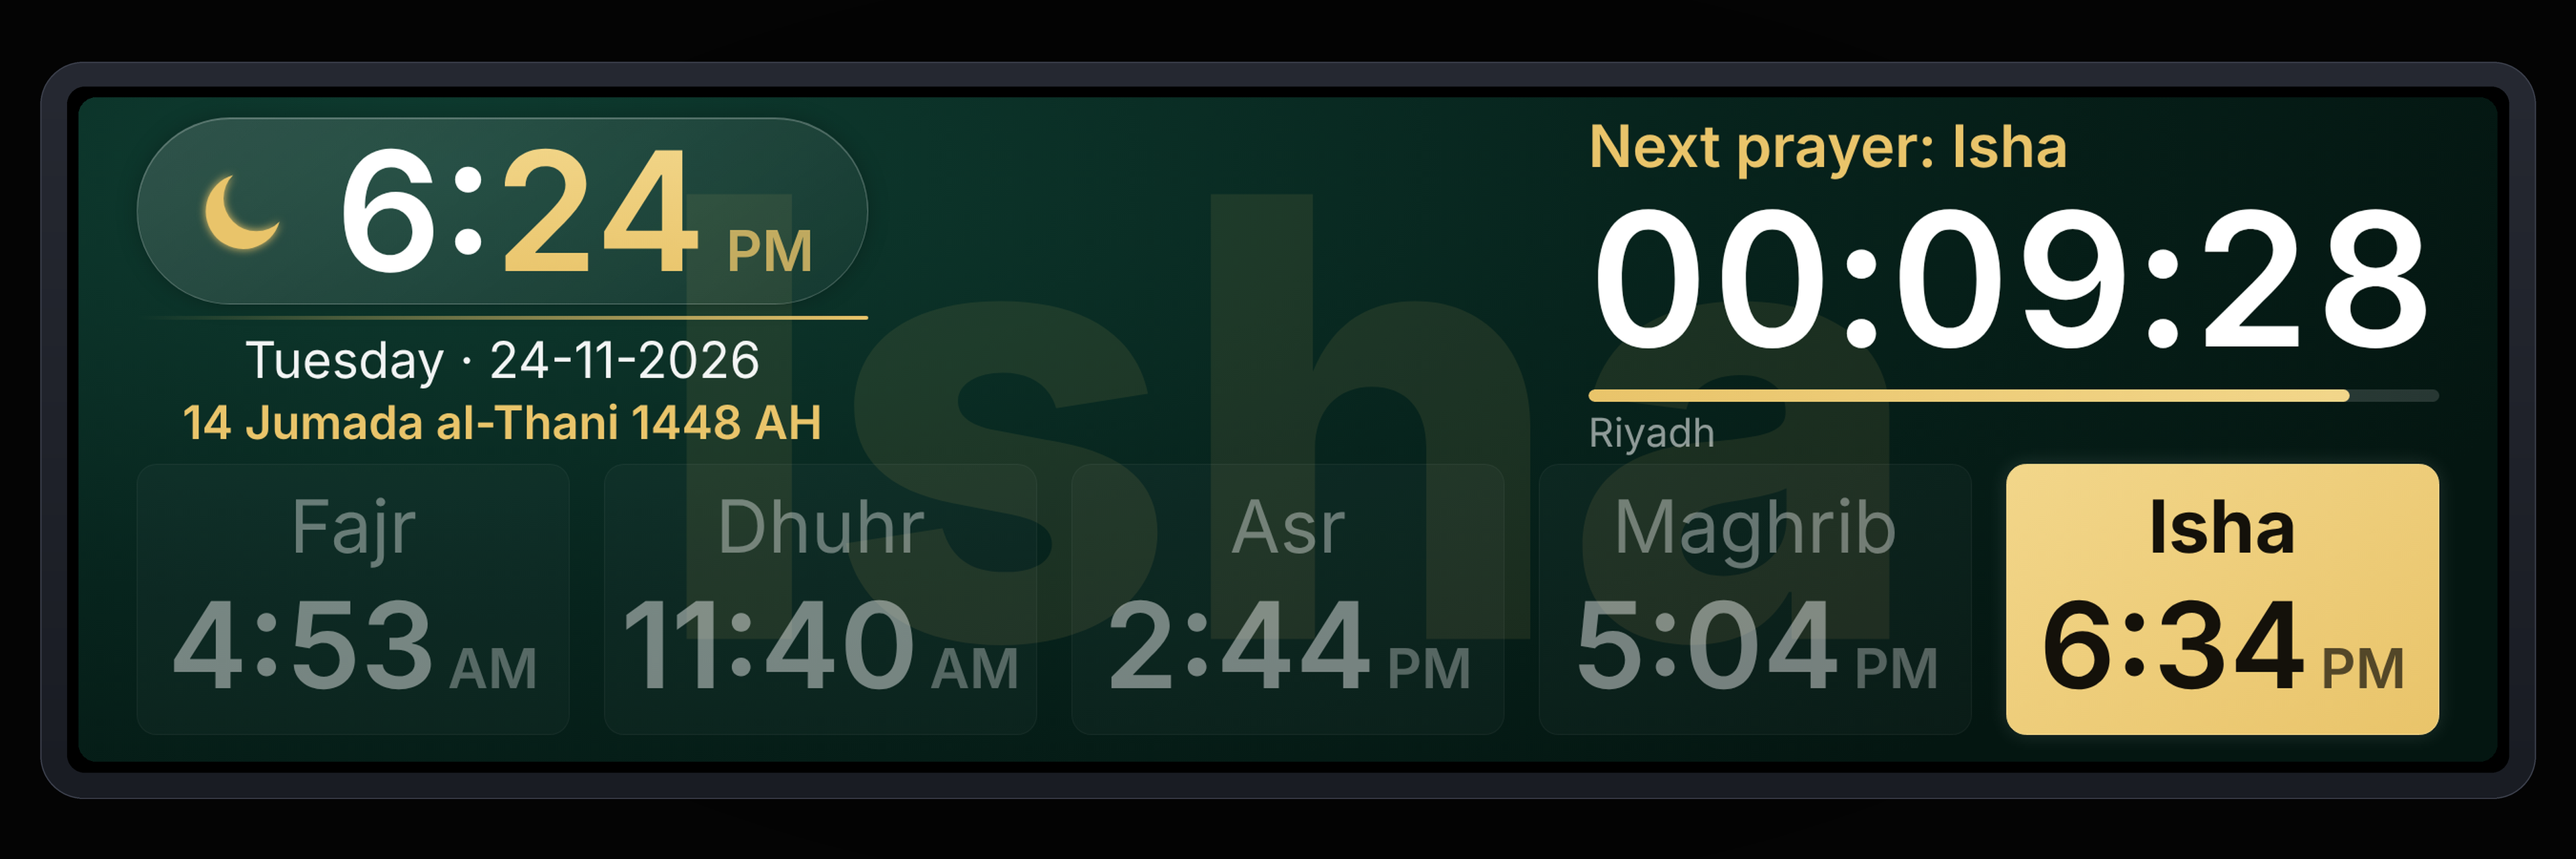 6:24 PM
Tuesday · 24-11-2026
14 Jumada al-Thani 1448 AH
Next prayer: Isha
00:09:28
Riyadh
Isha
Fajr
4:53 AM
Dhuhr
11:40 AM
Asr
2:44 PM
Maghrib
5:04 PM
Isha
6:34 PM